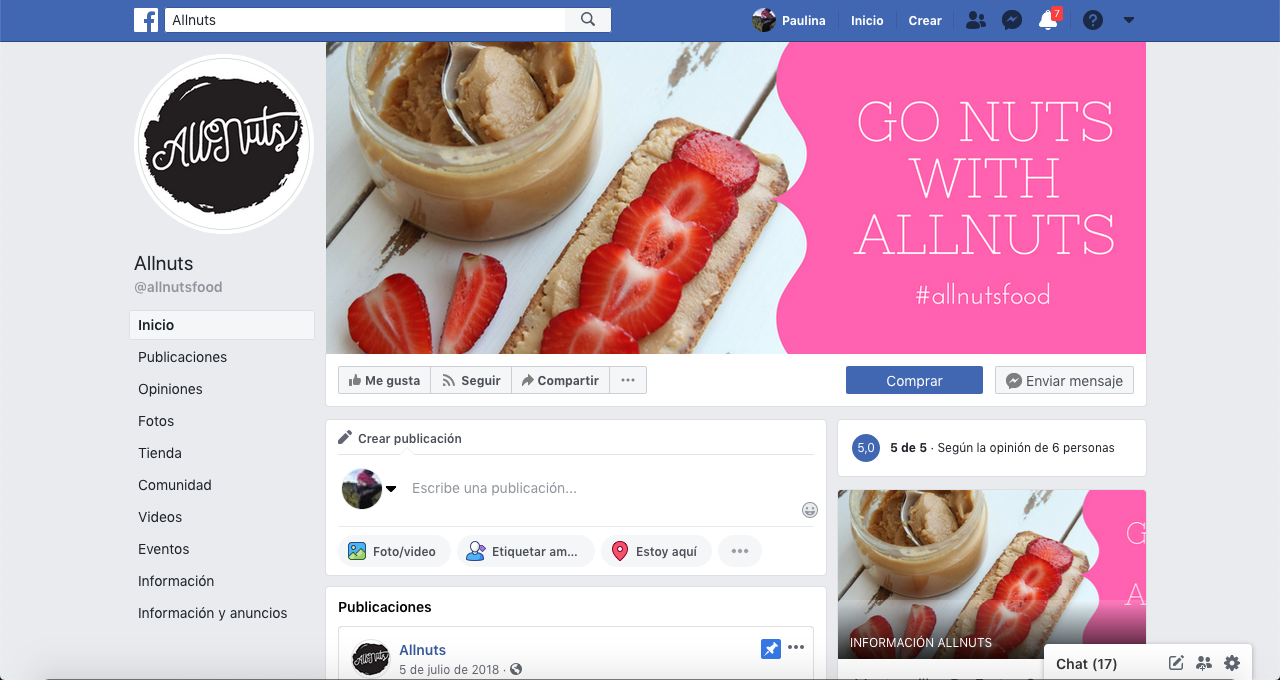 Allnuts
Paulina
Inicio
Crear
7
AllNuts
GO NUTS
WITH
ALLNUTS
#allnutsfood
Allnuts
@allnutsfood
Inicio
Publicaciones
Opiniones
Fotos
Tienda
Comunidad
Videos
Eventos
Información
Información y anuncios
Me gusta
Seguir
Compartir
Comprar
Enviar mensaje
Crear publicación
Escribe una publicación...
Foto/video
Etiquetar am...
Estoy aquí
Publicaciones
AllNuts
Allnuts
5 de julio de 2018 ·
5,0
5 de 5 · Según la opinión de 6 personas
G
A
INFORMACIÓN ALLNUTS
Chat (17)